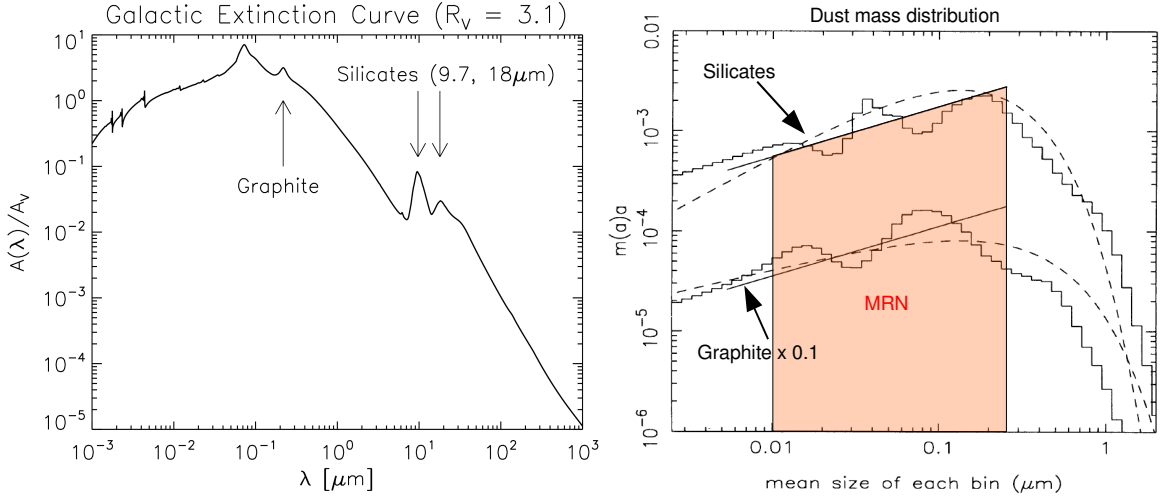 Galactic Extinction Curve (R_V = 3.1)
10^1
10^0
10^-1
10^-2
10^-3
10^-4
10^-5
A(λ)/A_V
Silicates (9.7, 18μm)
Graphite
10^-3
10^-2
10^-1
10^0
10^1
10^2
10^3
λ [μm]
Dust mass distribution
0.01
10^-3
10^-4
10^-5
10^-6
m(a)a
Silicates
MRN
Graphite x 0.1
0.01
0.1
1
mean size of each bin (μm)